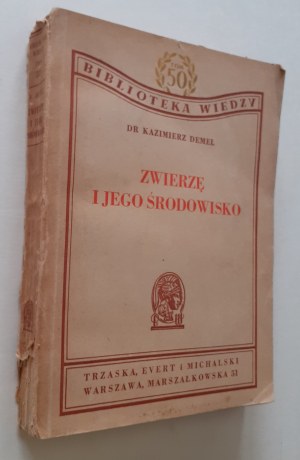 TOM
50
BIBLIOTEKA WIEDZY
DR KAZIMIERZ DEMEL
ZWIERZĘ
I JEGO ŚRODOWISKO
TRZASKA, EVERT i MICHALSKI
WARSZAWA, MARSZAŁKOWSKA 51